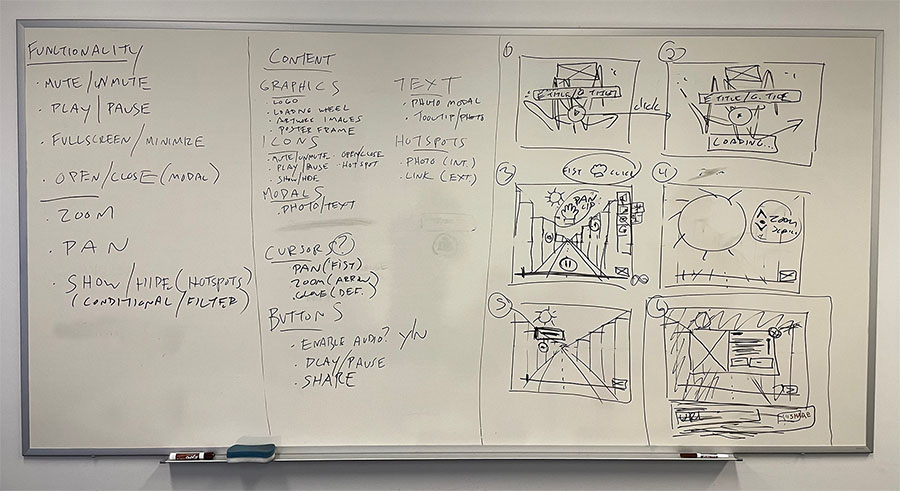 FUNCTIONALITY
· MUTE/UNMUTE
· PLAY/PAUSE
· FULLSCREEN/MINIMIZE
· OPEN/CLOSE (MODAL)
· ZOOM
· PAN
· SHOW/HIDE (HOTSPOTS)
(CONDITIONAL/FILTER)
CONTENT
GRAPHICS
· LOGO
· LOADING WHEEL
· ARTWRK IMAGES
· POSTER FRAME
ICONS
· MUTE/UNMUTE · OPEN/CLOSE
· PLAY/PAUSE · HOTSPOT
· SHOW/HIDE
MODALS
· PHOTO/TEXT
TEXT
· PHOTO MODAL
· TOOLTIP/PHOTO
HOTSPOTS
· PHOTO (INT.)
· LINK (EXT.)
CURSORS?
PAN (FIST)
ZOOM (ARROW)
CLOSE (DEF.)
BUTTONS
· ENABLE AUDIO? Y/N
· PLAY/PAUSE
· SHARE
1
E TITLE/G TITLE
click
2
E TITLE/G TITLE
LOADING...
3
FIST CLICK
PAN
4
ZOOM
5
6
URL
SHARE